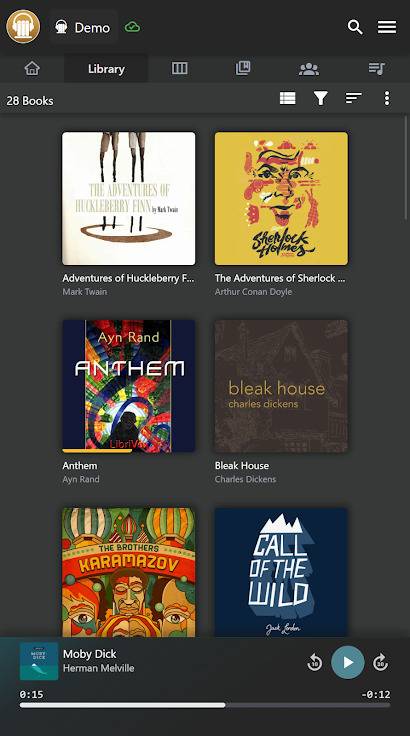 Demo
Library
28 Books
THE ADVENTURES OF
HUCKLEBERRY FINN by Mark Twain
Sherlock
Holmes
Adventures of Huckleberry F...
Mark Twain
The Adventures of Sherlock ...
Arthur Conan Doyle
Ayn Rand
ANTHEM
LibriVox
bleak house
charles dickens
Anthem
Ayn Rand
Bleak House
Charles Dickens
THE BROTHERS
KARAMAZOV
CALL
OF THE
WILD
Jack London
MOBY
DICK
Moby Dick
Herman Melville
10
30
0:15
-0:12